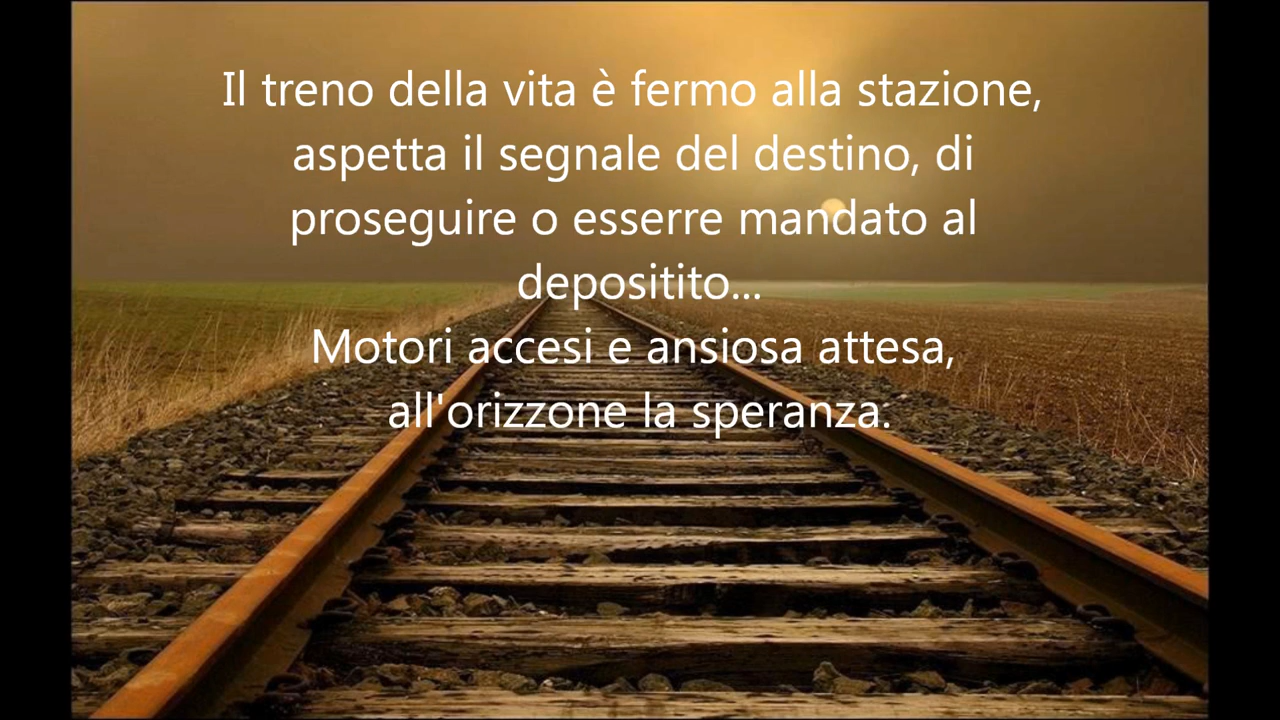 Il treno della vita è fermo alla stazione,
aspetta il segnale del destino, di
proseguire o esserre mandato al
depositito...
Motori accesi e ansiosa attesa,
all'orizzone la speranza.